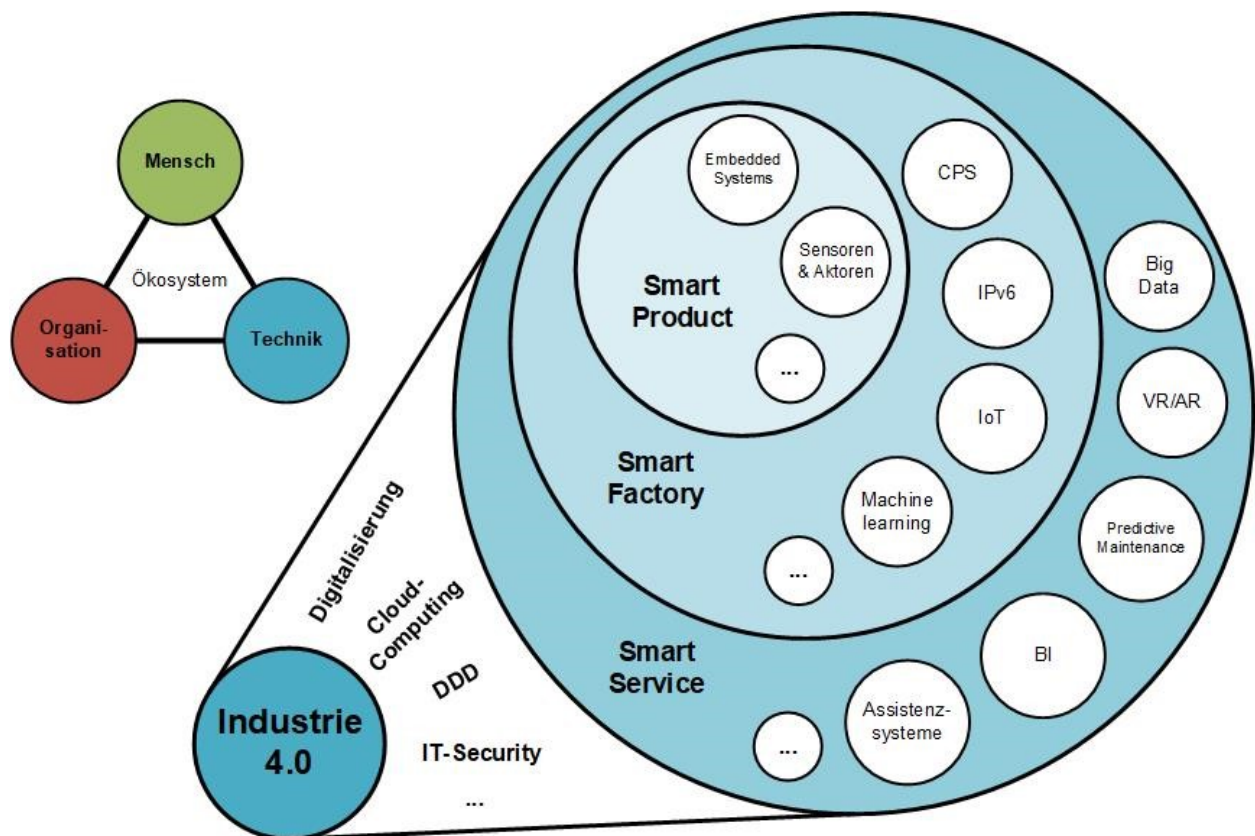 Mensch
Ökosystem
Organi-
sation
Technik
Embedded
Systems
Sensoren
& Aktoren
Smart
Product
...
CPS
IPv6
IoT
Machine
learning
Smart
Factory
...
Big
Data
VR/AR
Predictive
Maintenance
BI
Assistenz-
systeme
Smart
Service
...
Digitalisierung
Cloud-
Computing
DDD
IT-Security
...
Industrie
4.0